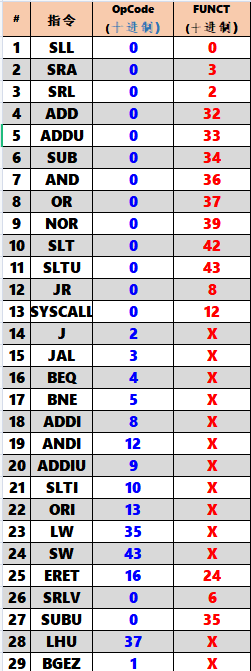 # 指令 OpCode (十进制) FUNCT (十进制)
1 SLL 0 0
2 SRA 0 3
3 SRL 0 2
4 ADD 0 32
5 ADDU 0 33
6 SUB 0 34
7 AND 0 36
8 OR 0 37
9 NOR 0 39
10 SLT 0 42
11 SLTU 0 43
12 JR 0 8
13 SYSCALL 0 12
14 J 2 X
15 JAL 3 X
16 BEQ 4 X
17 BNE 5 X
18 ADDI 8 X
19 ANDI 12 X
20 ADDIU 9 X
21 SLTI 10 X
22 ORI 13 X
23 LW 35 X
24 SW 43 X
25 ERET 16 24
26 SRLV 0 6
27 SUBU 0 35
28 LHU 37 X
29 BGEZ 1 X